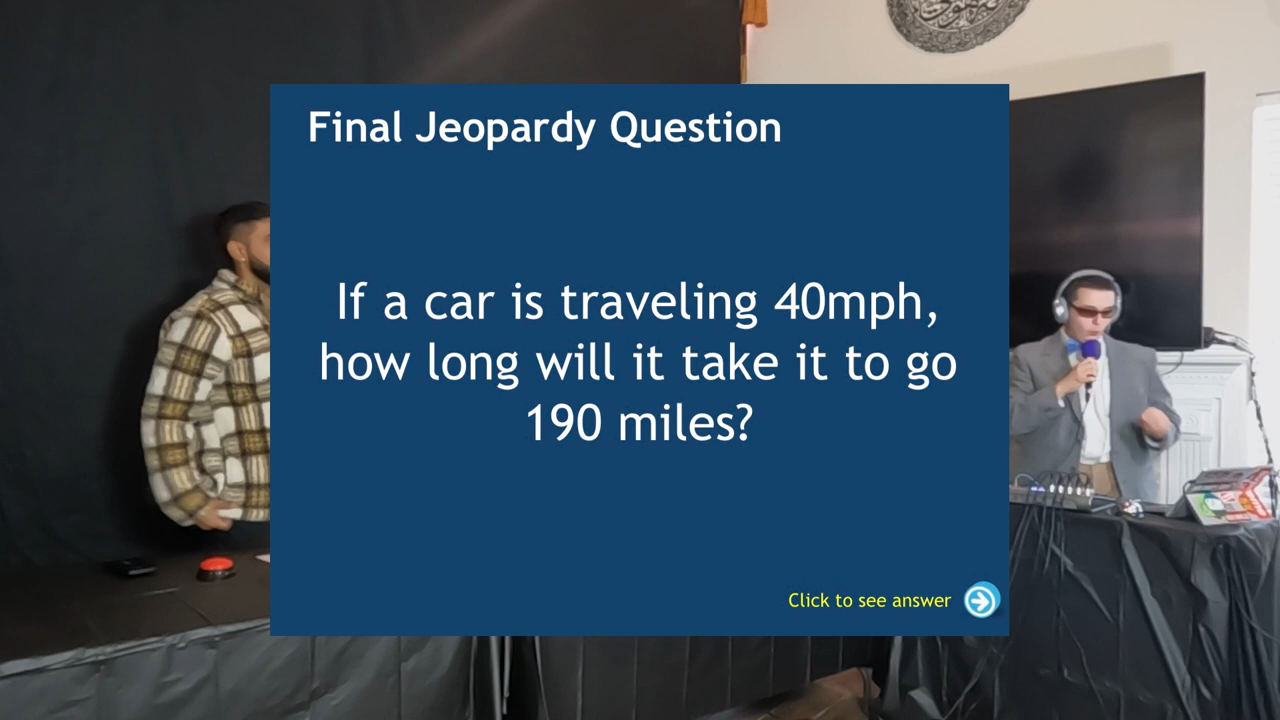 Final Jeopardy Question
If a car is traveling 40mph,
how long will it take it to go
190 miles?
Click to see answer